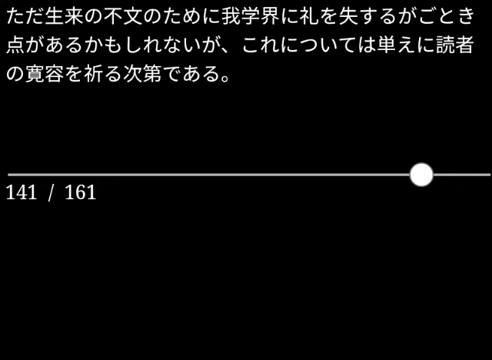 ただ生来の不文のために我学界に礼を失するがごとき
点があるかもしれないが、これについては単えに読者
の寛容を祈る次第である。
141 / 161